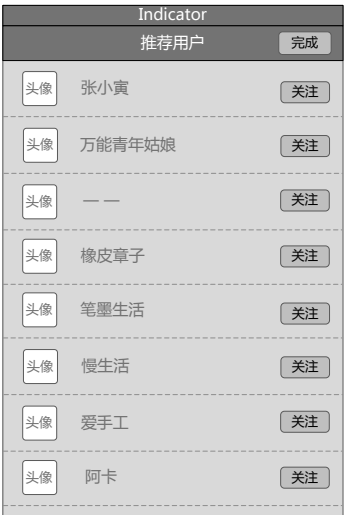 Indicator
推荐用户 完成
头像 张小寅 关注
头像 万能青年姑娘 关注
头像 一 一 关注
头像 橡皮章子 关注
头像 笔墨生活 关注
头像 慢生活 关注
头像 爱手工 关注
头像 阿卡 关注